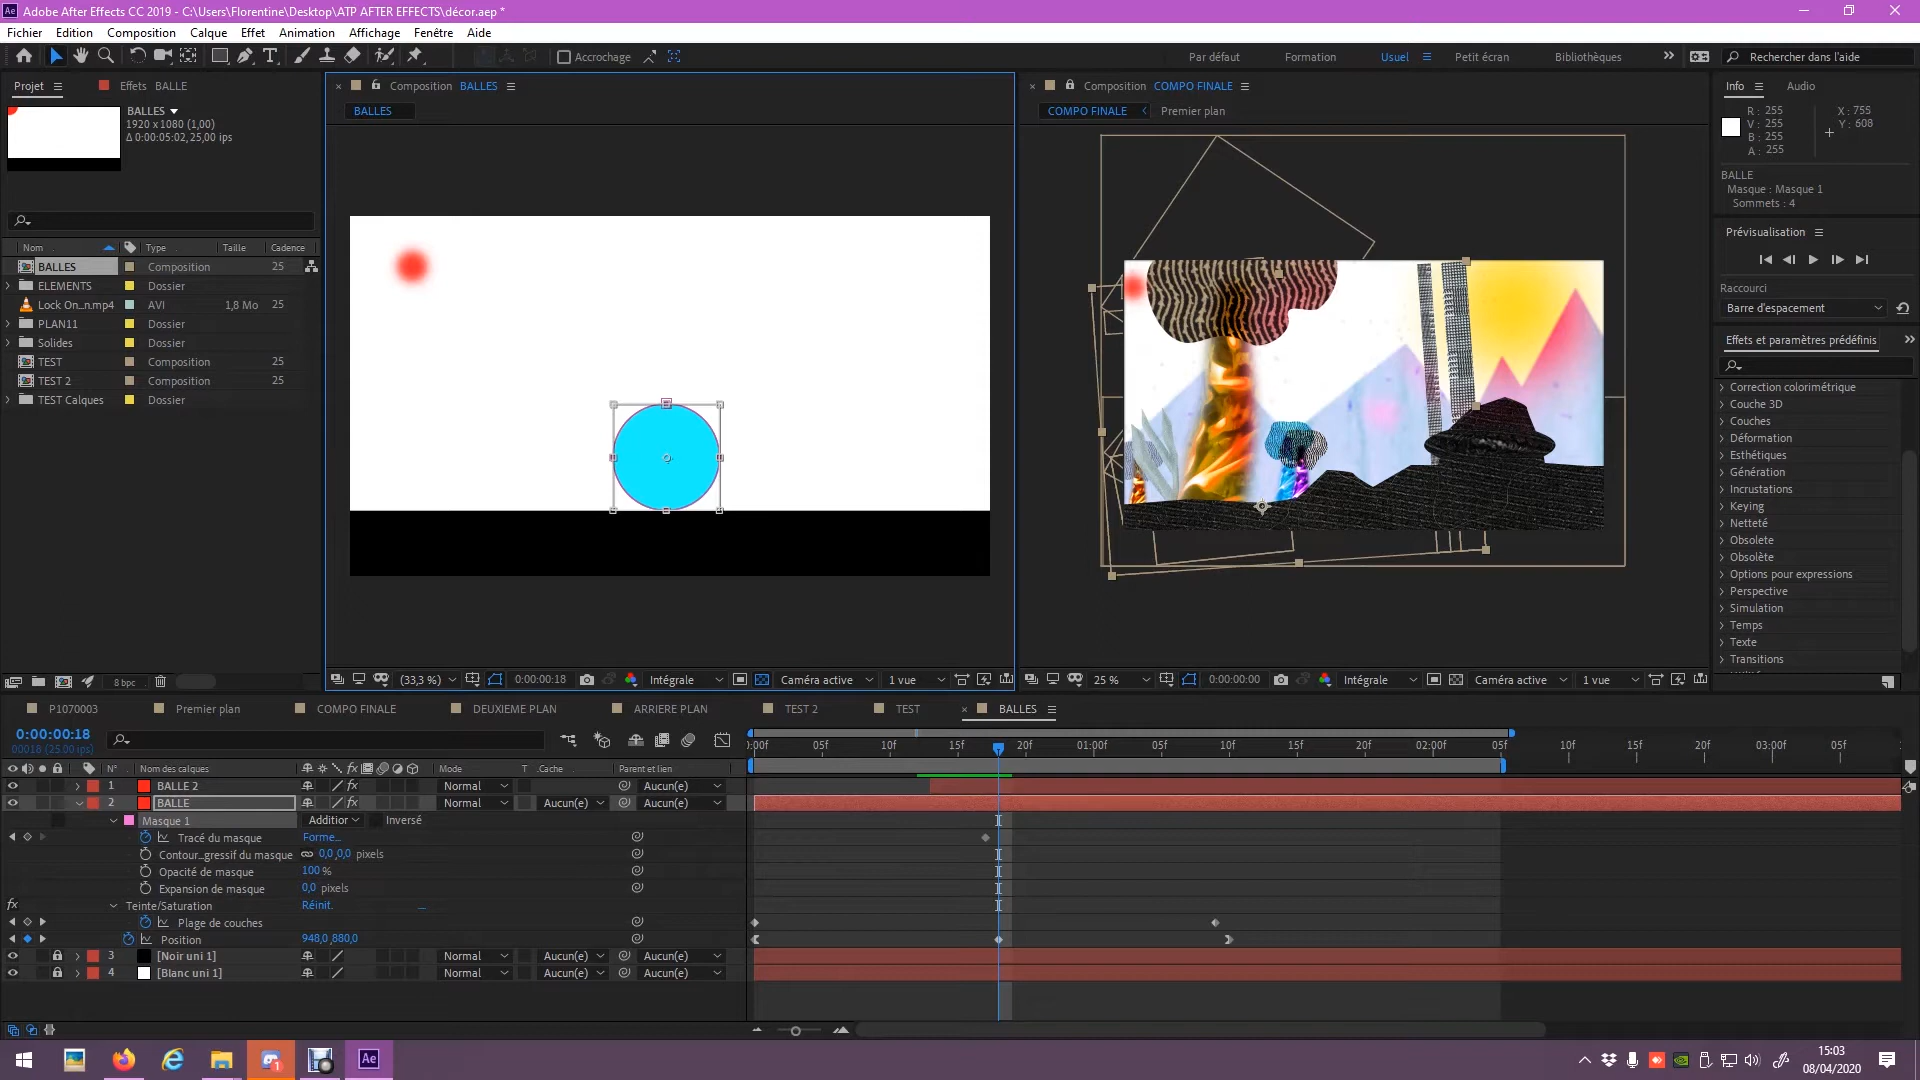 Adobe After Effects CC 2019 - C:\Users\Florentine\Desktop\ATP AFTER EFFECTS\décor.aep *
Fichier Edition Composition Calque Effet Animation Affichage Fenêtre Aide
Accrochage Par défaut Formation Usuel Petit écran Bibliothèques Rechercher dans l'aide
Projet Effets BALLE
BALLES
1920 x 1080 (1,00)
Δ 0:00:05:02, 25,00 ips
Nom Type Taille Cadence
BALLES Composition 25
ELEMENTS Dossier
Lock On...n.mp4 AVI 1,8 Mo 25
PLAN11 Dossier
Solides Dossier
TEST Composition 25
TEST 2 Composition 25
TEST Calques Dossier
8 bpc
Composition BALLES
BALLES
(33,3 %) 0:00:00:18 Intégrale Caméra active 1 vue
Composition COMPO FINALE
COMPO FINALE Premier plan
25 % 0:00:00:00 Intégrale Caméra active 1 vue
Info Audio
R : 255
V : 255
B : 255
A : 255
X : 755
Y : 608
BALLE
Masque : Masque 1
Sommets : 4
Prévisualisation
Raccourci
Barre d'espacement
Effets et paramètres prédéfinis
Correction colorimétrique
Couche 3D
Couches
Déformation
Esthétiques
Génération
Incrustations
Keying
Netteté
Obsolete
Obsolète
Options pour expressions
Perspective
Simulation
Temps
Texte
Transitions
P1070003 Premier plan COMPO FINALE DEUXIEME PLAN ARRIERE PLAN TEST 2 TEST BALLES
0:00:00:18
00018 (25.00 ips)
:00f 05f 10f 15f 20f 01:00f 05f 10f 15f 20f 02:00f 05f 10f 15f 20f 03:00f 05f
N° Nom des calques fx Mode T .Cache Parent et lien
1 BALLE 2 fx Normal Aucun(e)
2 BALLE fx Normal Aucun(e) Aucun(e)
Masque 1 Addition Inversé
Tracé du masque Forme...
Contour...gressif du masque 0,0,0,0 pixels
Opacité de masque 100 %
Expansion de masque 0,0 pixels
fx Teinte/Saturation Réinit.
Plage de couches
Position 948,0,880,0
3 [Noir uni 1] Normal Aucun(e) Aucun(e)
4 [Blanc uni 1] Normal Aucun(e) Aucun(e)
15:03
08/04/2020